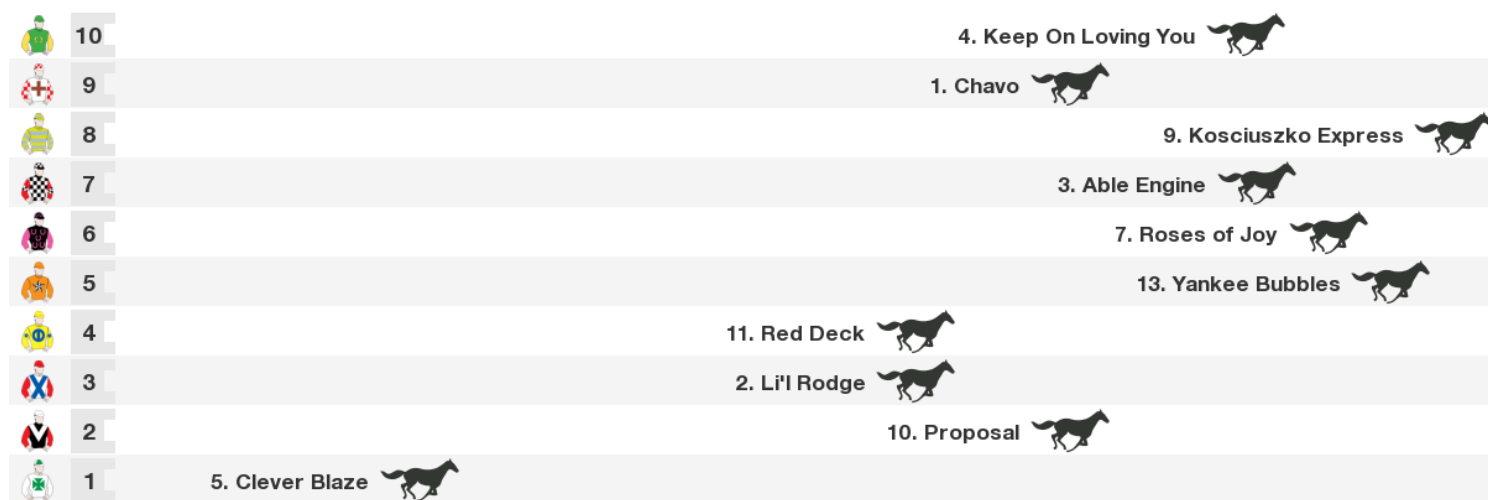 10 4. Keep On Loving You
9 1. Chavo
8 9. Kosciuszko Express
7 3. Able Engine
6 7. Roses of Joy
5 13. Yankee Bubbles
4 11. Red Deck
3 2. Li'l Rodge
2 10. Proposal
1 5. Clever Blaze